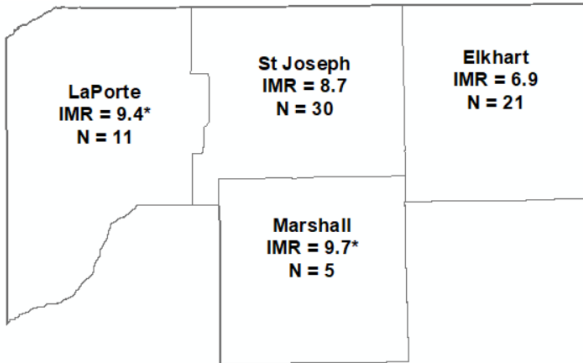 LaPorte
IMR = 9.4*
N = 11
St Joseph
IMR = 8.7
N = 30
Elkhart
IMR = 6.9
N = 21
Marshall
IMR = 9.7*
N = 5